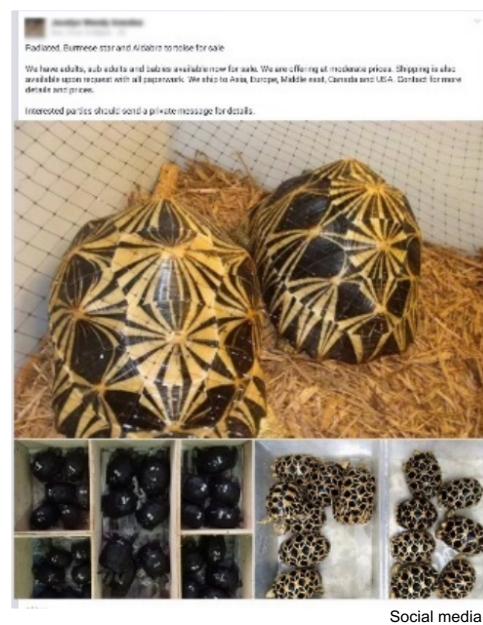 Radiated, Burmese star and Aldabra tortoise for sale
We have adults, sub adults and babies available now for sale. We are offering at moderate prices. Shipping is also
available upon request with all paperwork. We ship to Asia, Europe, Middle east, Canada and USA. Contact for more
details and prices.
Interested parties should send a private message for details.
Social media